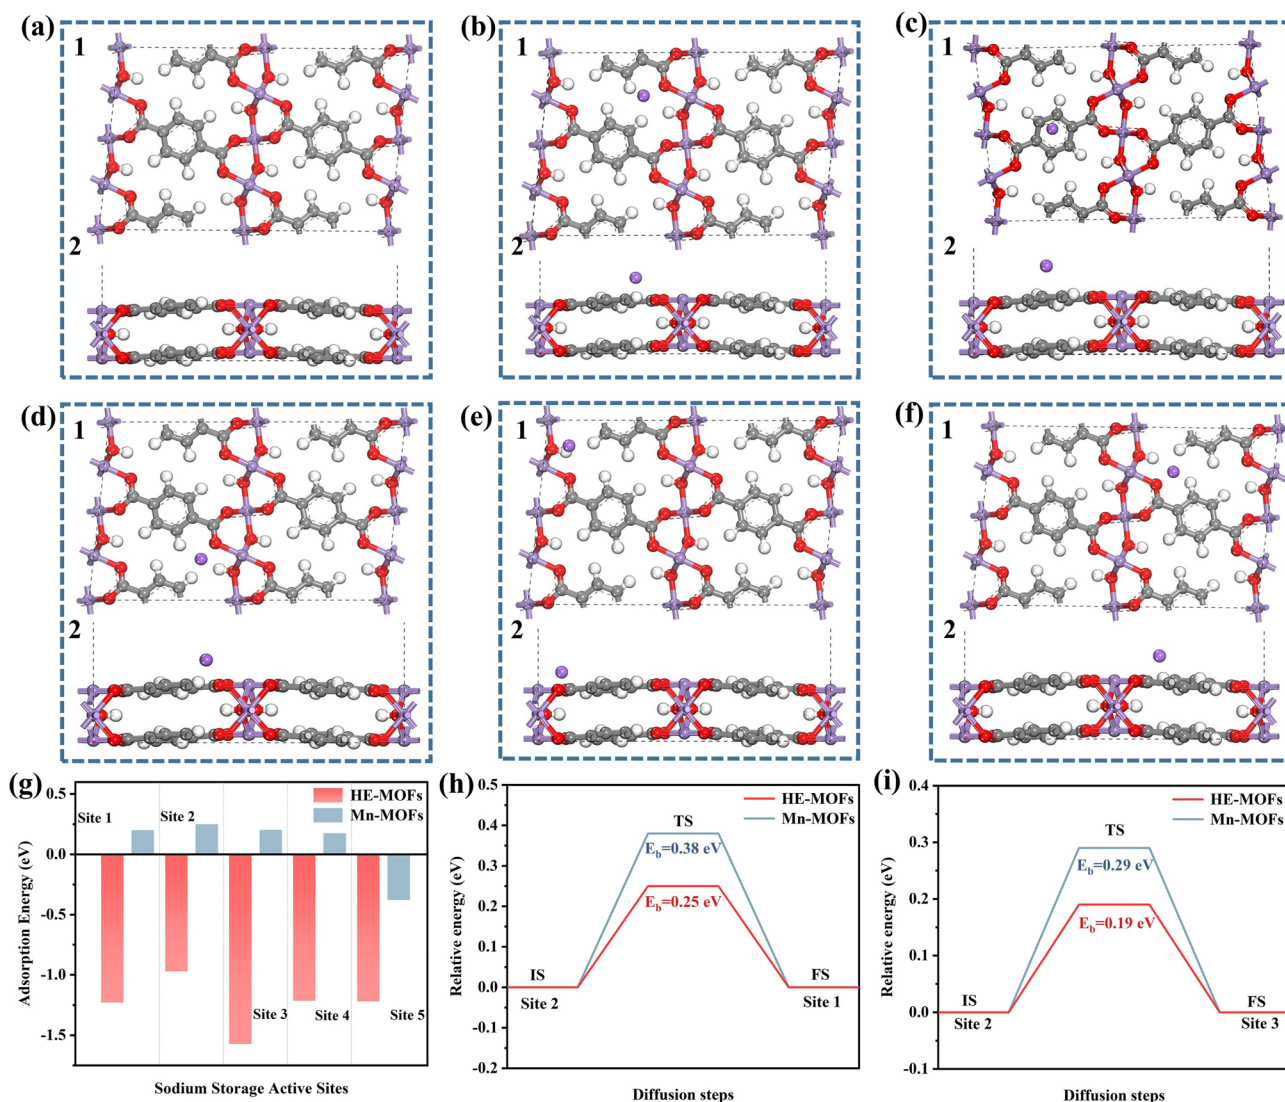 (a)
1
2
(b)
1
2
(c)
1
2
(d)
1
2
(e)
1
2
(f)
1
2
(g)
HE-MOFs
Mn-MOFs
Site 1
Site 2
Site 3
Site 4
Site 5
0.5
0.0
-0.5
-1.0
-1.5
Adsorption Energy (eV)
Sodium Storage Active Sites
(h)
HE-MOFs
Mn-MOFs
TS
E_b=0.38 eV
E_b=0.25 eV
IS
Site 2
FS
Site 1
0.5
0.4
0.3
0.2
0.1
0.0
-0.1
-0.2
Relative energy (eV)
Diffusion steps
(i)
HE-MOFs
Mn-MOFs
TS
E_b=0.29 eV
E_b=0.19 eV
IS
Site 2
FS
Site 3
0.4
0.3
0.2
0.1
0.0
-0.1
Relative energy (eV)
Diffusion steps